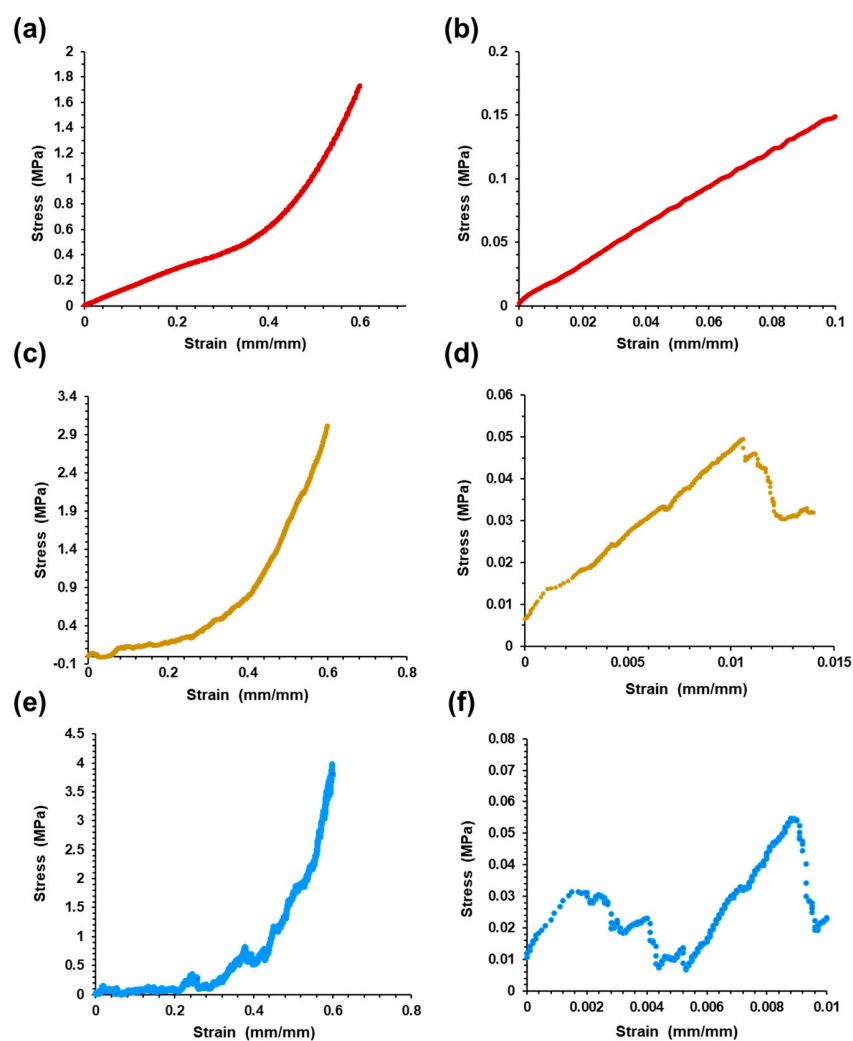 (a)
2
1.8
1.6
1.4
1.2
1
0.8
0.6
0.4
0.2
0
Stress (MPa)
0 0.2 0.4 0.6
Strain (mm/mm)
(b)
0.2
0.15
0.1
0.05
0
Stress (MPa)
0 0.02 0.04 0.06 0.08 0.1
Strain (mm/mm)
(c)
3.4
2.9
2.4
1.9
1.4
0.9
0.4
-0.1
Stress (MPa)
0 0.2 0.4 0.6 0.8
Strain (mm/mm)
(d)
0.06
0.05
0.04
0.03
0.02
0.01
0
Stress (MPa)
0 0.005 0.01 0.015
Strain (mm/mm)
(e)
4.5
4
3.5
3
2.5
2
1.5
1
0.5
0
Stress (MPa)
0 0.2 0.4 0.6 0.8
Strain (mm/mm)
(f)
0.08
0.07
0.06
0.05
0.04
0.03
0.02
0.01
0
Stress (MPa)
0 0.002 0.004 0.006 0.008 0.01
Strain (mm/mm)